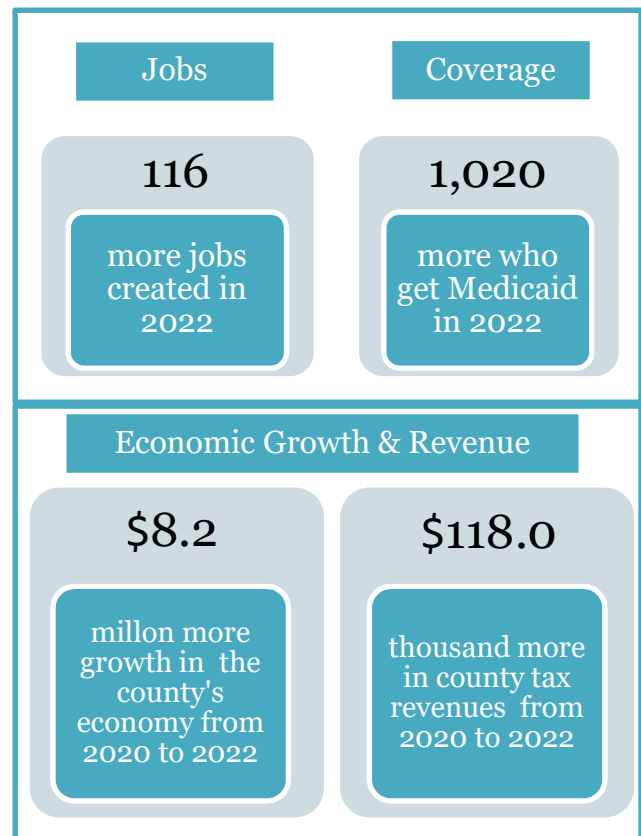 Jobs
Coverage
116
more jobs
created in
2022
1,020
more who
get Medicaid
in 2022
Economic Growth & Revenue
$8.2
millon more
growth in the
county's
economy from
2020 to 2022
$118.0
thousand more
in county tax
revenues from
2020 to 2022